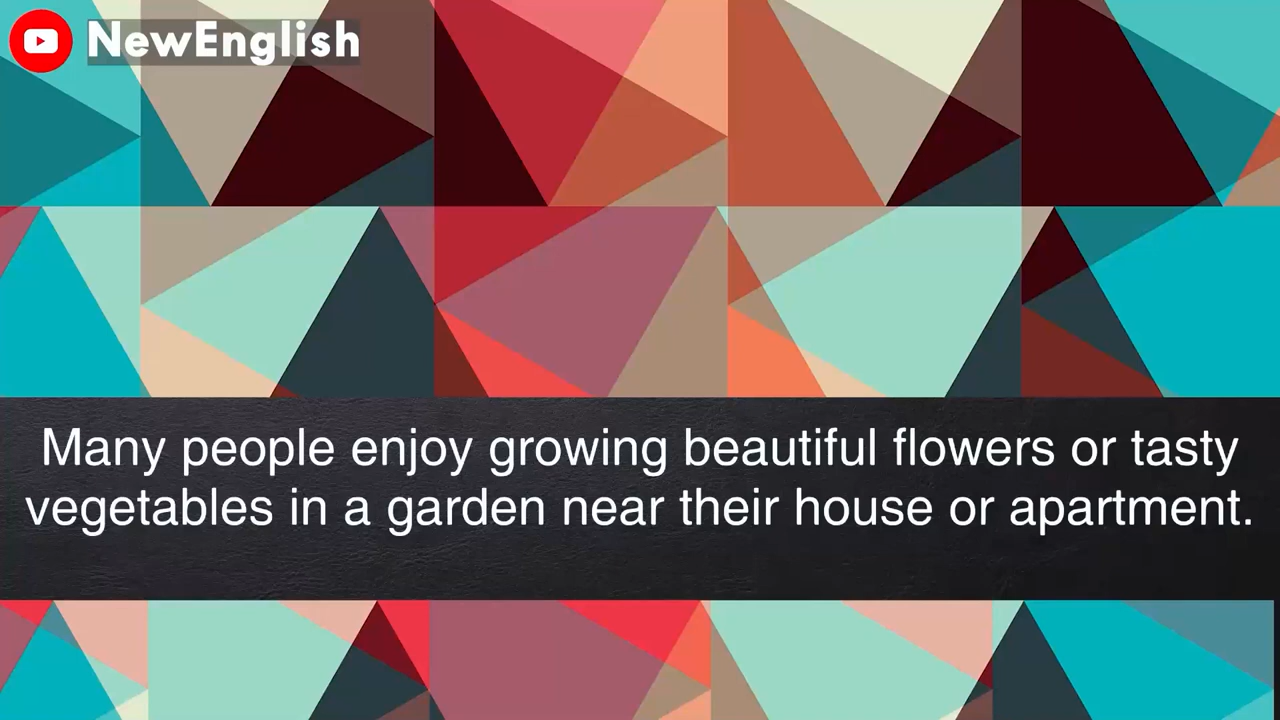 NewEnglish
Many people enjoy growing beautiful flowers or tasty
vegetables in a garden near their house or apartment.